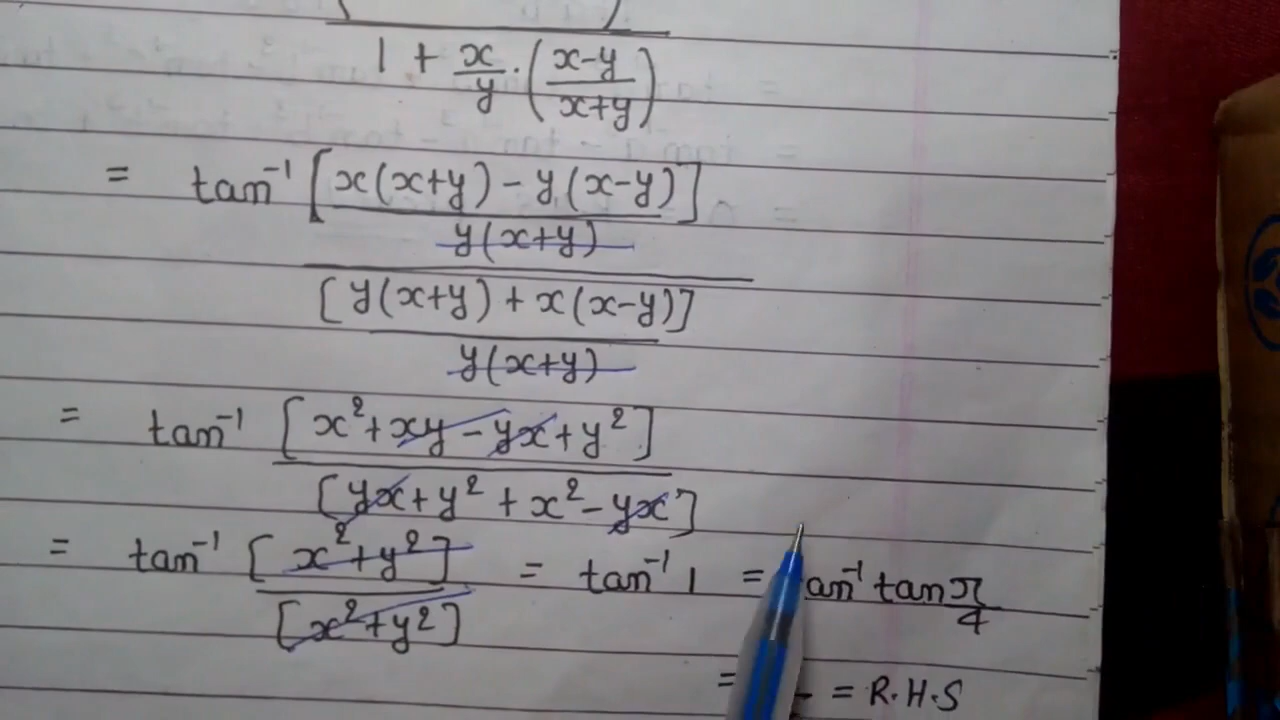 1 + x/y · ( x-y / x+y )
= tan⁻¹ [ x(x+y) - y(x-y) ]
y(x+y)
[ y(x+y) + x(x-y) ]
y(x+y)
= tan⁻¹ [ x² + xy - yx + y² ]
[ yx + y² + x² - yx ]
= tan⁻¹ [ x² + y² ] = tan⁻¹ 1 = an⁻¹ tan π/4
[ x² + y² ]
= = R.H.S